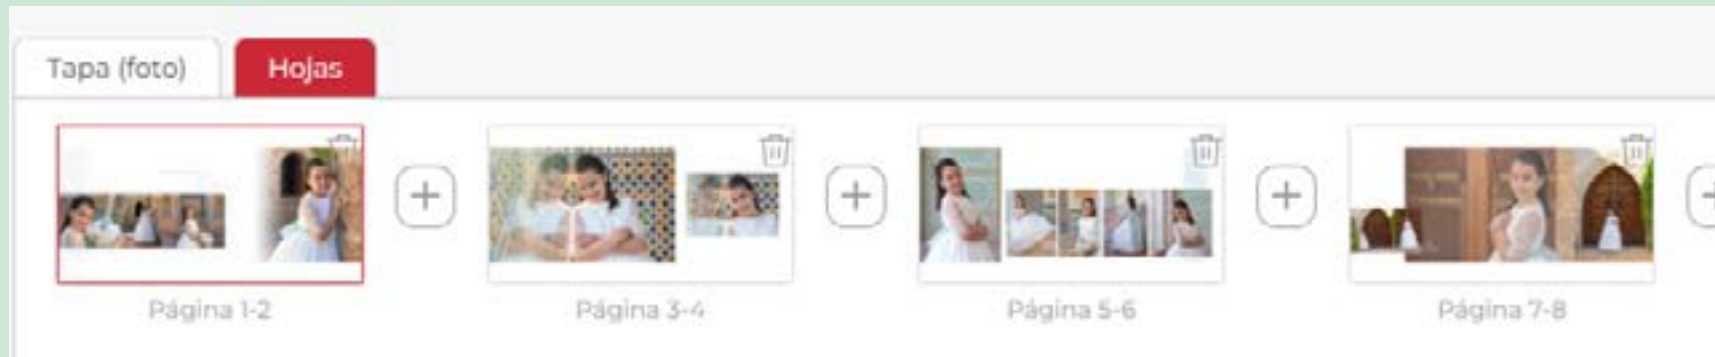 Tapa (foto)
Hojas
Página 1-2
Página 3-4
Página 5-6
Página 7-8